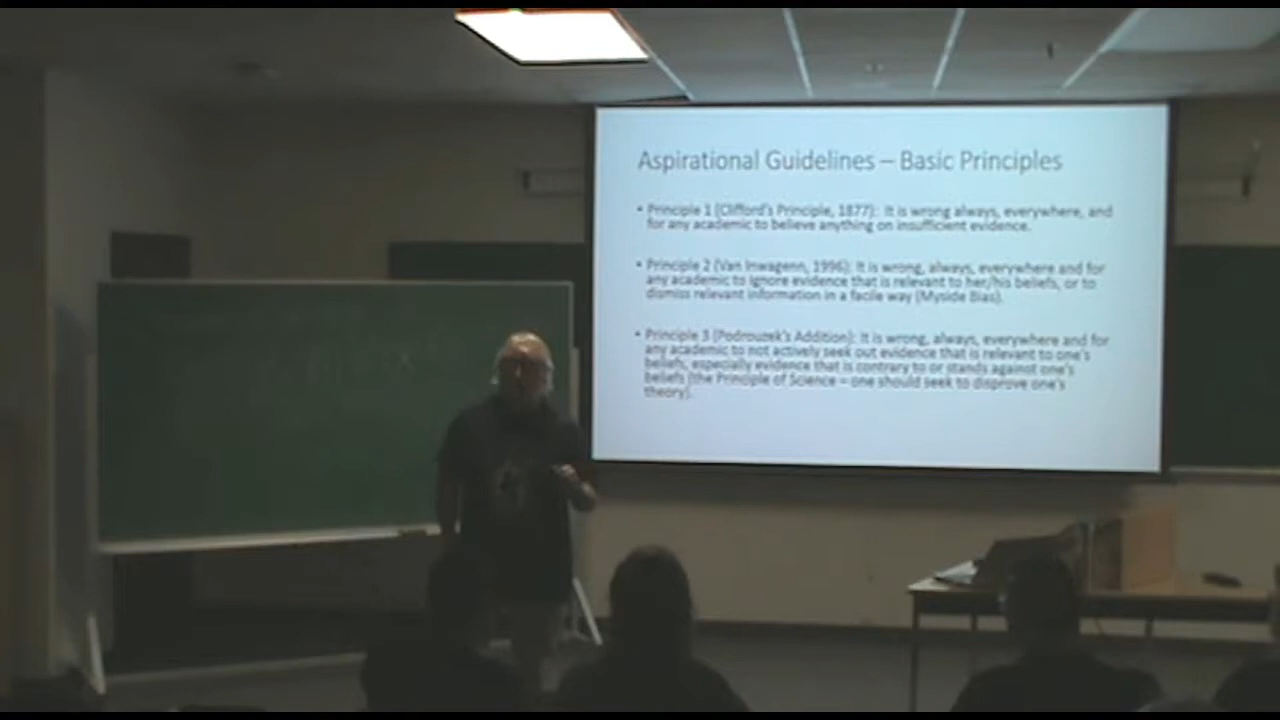 Aspirational Guidelines – Basic Principles
• Principle 1 (Clifford's Principle, 1877): It is wrong always, everywhere, and
for any academic to believe anything on insufficient evidence.
• Principle 2 (Van Inwagenn, 1996): It is wrong, always, everywhere and for
any academic to ignore evidence that is relevant to her/his beliefs, or to
dismiss relevant information in a facile way (Myside Bias).
• Principle 3 (Podrouzek's Addition): It is wrong, always, everywhere and for
any academic to not actively seek out evidence that is relevant to one's
beliefs, especially evidence that is contrary to or stands against one's
beliefs (the Principle of Science – one should seek to disprove one's
theory).